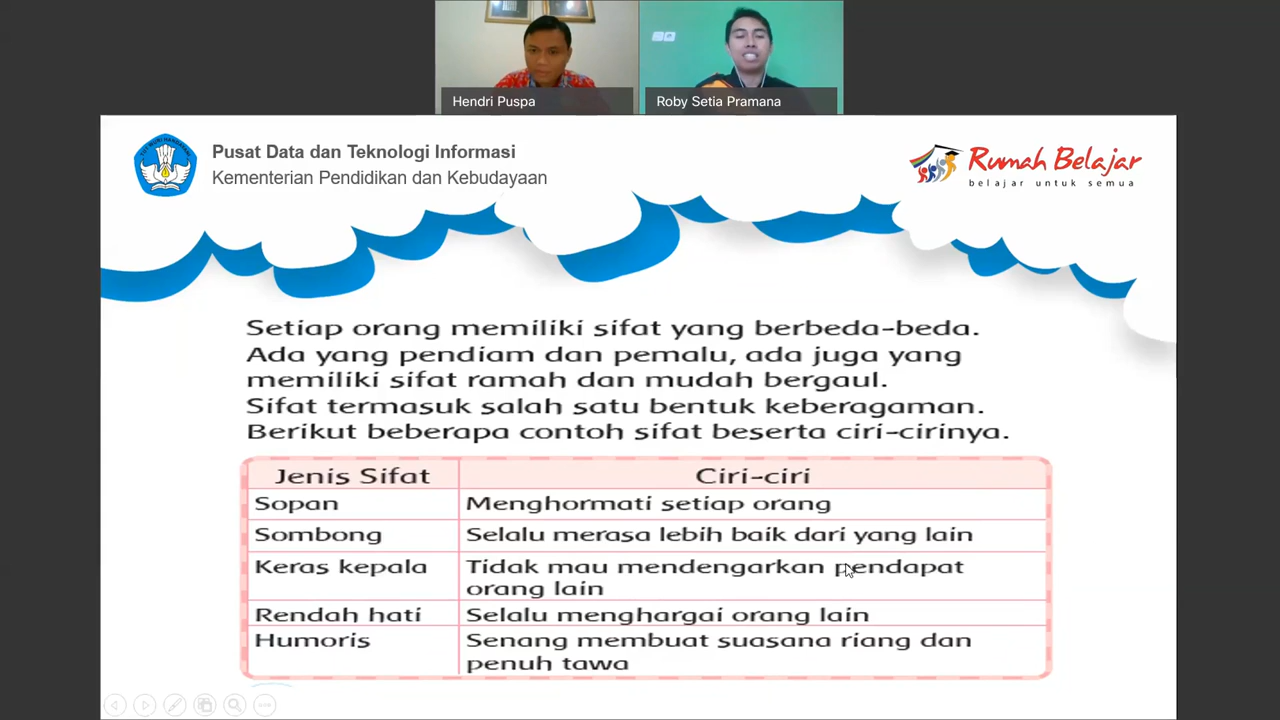 Hendri Puspa
Roby Setia Pramana
Pusat Data dan Teknologi Informasi
Kementerian Pendidikan dan Kebudayaan
Rumah Belajar
belajar untuk semua
Setiap orang memiliki sifat yang berbeda-beda.
Ada yang pendiam dan pemalu, ada juga yang
memiliki sifat ramah dan mudah bergaul.
Sifat termasuk salah satu bentuk keberagaman.
Berikut beberapa contoh sifat beserta ciri-cirinya.
Jenis Sifat Ciri-ciri
Sopan Menghormati setiap orang
Sombong Selalu merasa lebih baik dari yang lain
Keras kepala Tidak mau mendengarkan pendapat
orang lain
Rendah hati Selalu menghargai orang lain
Humoris Senang membuat suasana riang dan
penuh tawa